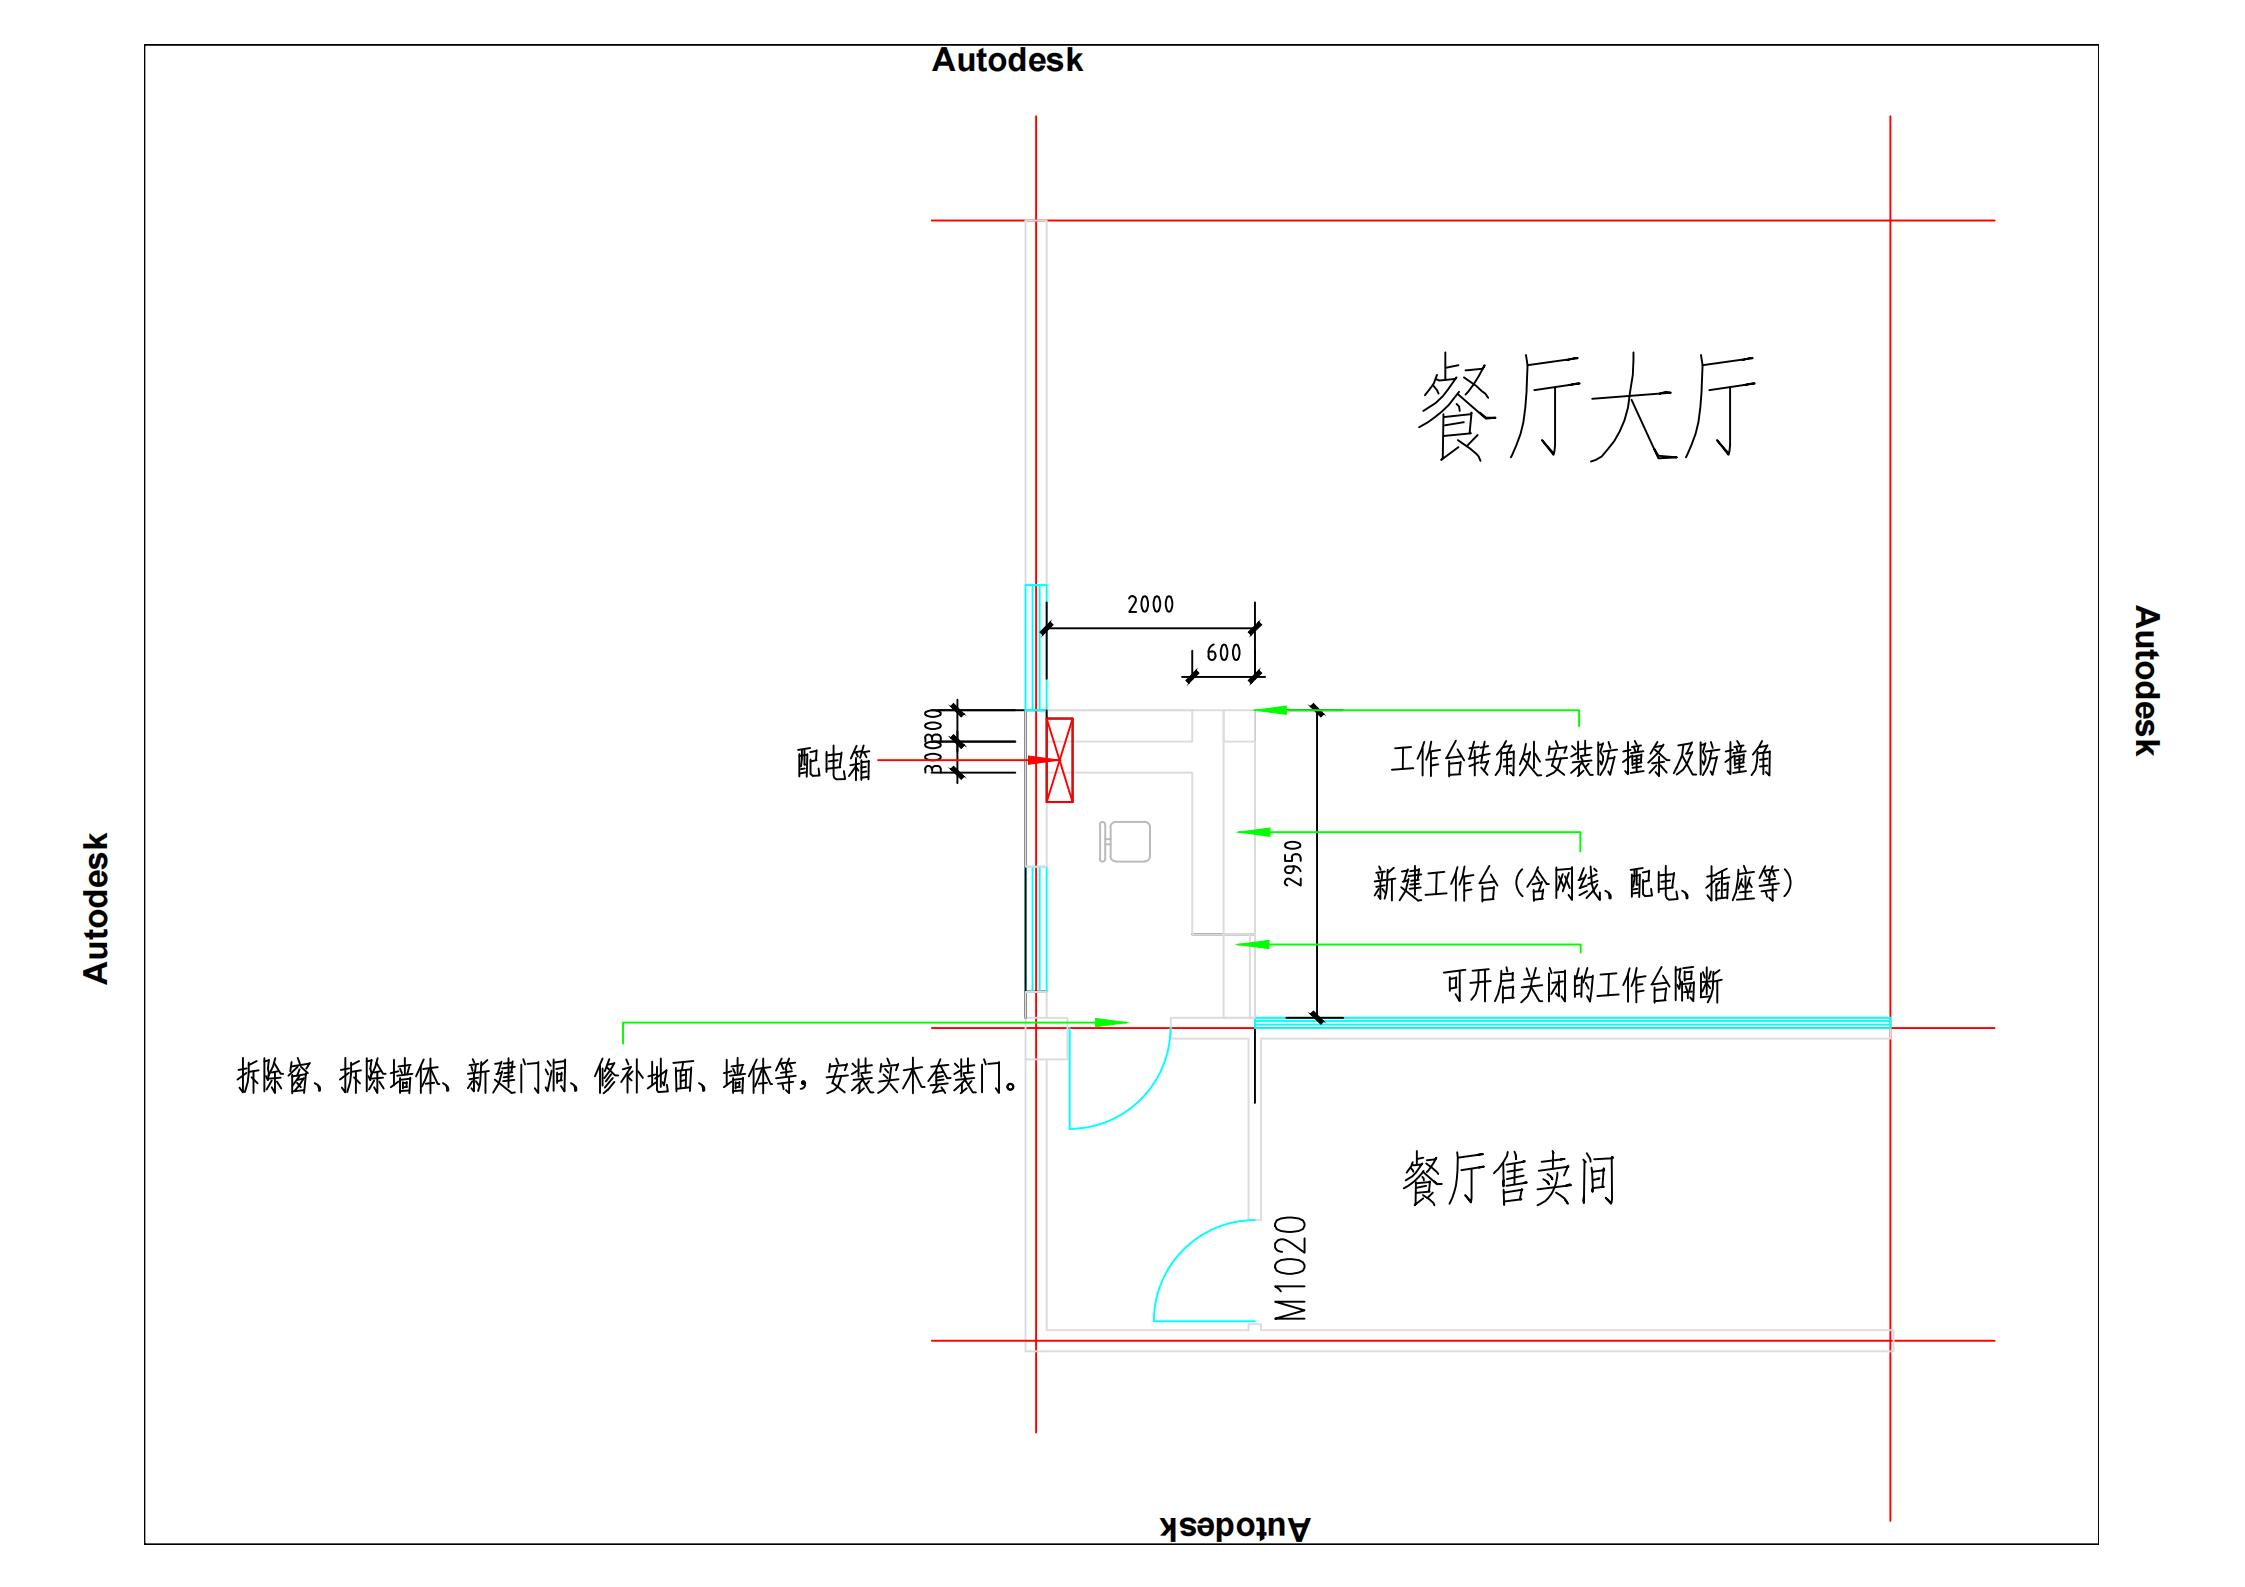 Autodesk
餐厅大厅
2000
600
300
300
配电箱
工作台转角处安装防撞条及防撞角
2950
新建工作台（含网线、配电、插座等）
可开启关闭的工作台隔断
拆除窗、拆除墙体、新建门洞、修补地面、墙体等，安装实木套装门。
餐厅售卖间
M1020
Autodesk
Autodesk
Autodesk